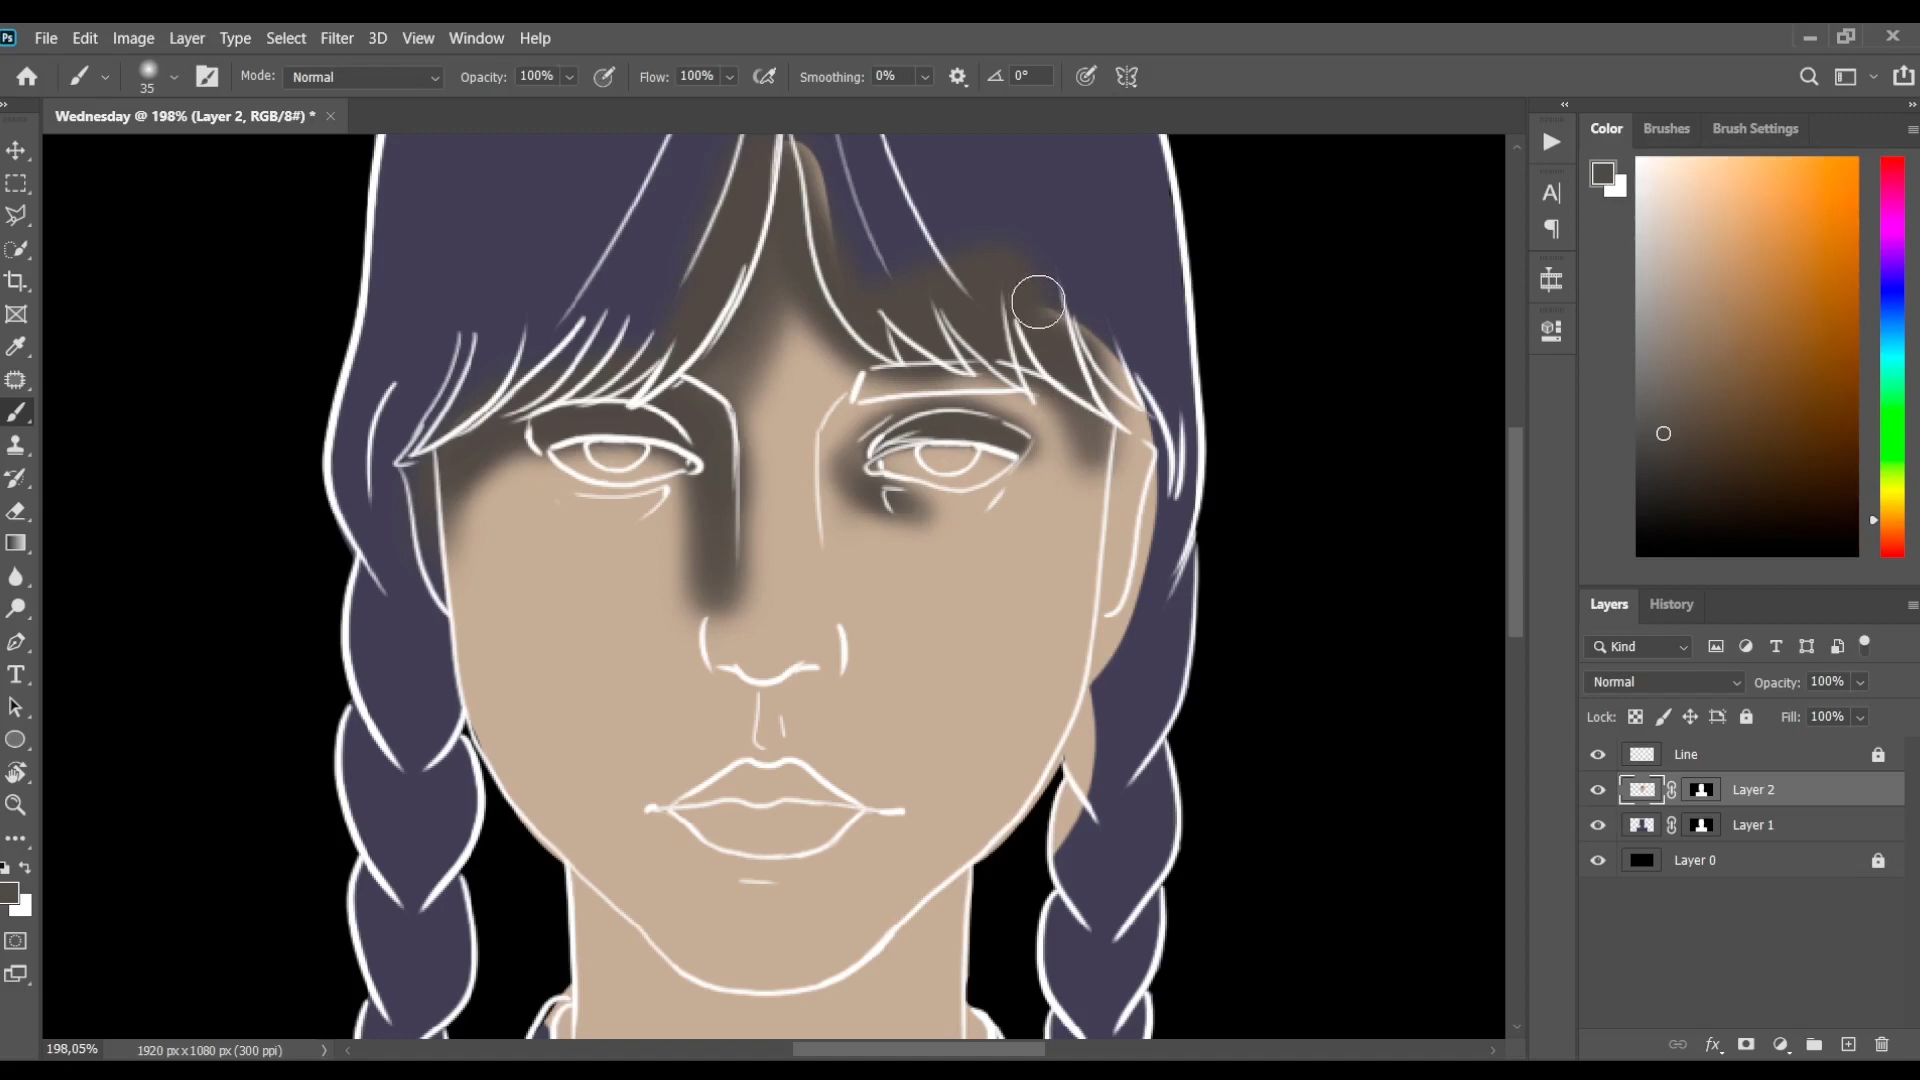 Ps File Edit Image Layer Type Select Filter 3D View Window Help
35 Mode: Normal Opacity: 100% Flow: 100% Smoothing: 0% 0°
Wednesday @ 198% (Layer 2, RGB/8#) * ×
Color Brushes Brush Settings
Layers History
Kind
Normal Opacity: 100%
Lock: Fill: 100%
Line
Layer 2
Layer 1
Layer 0
198,05% 1920 px x 1080 px (300 ppi)